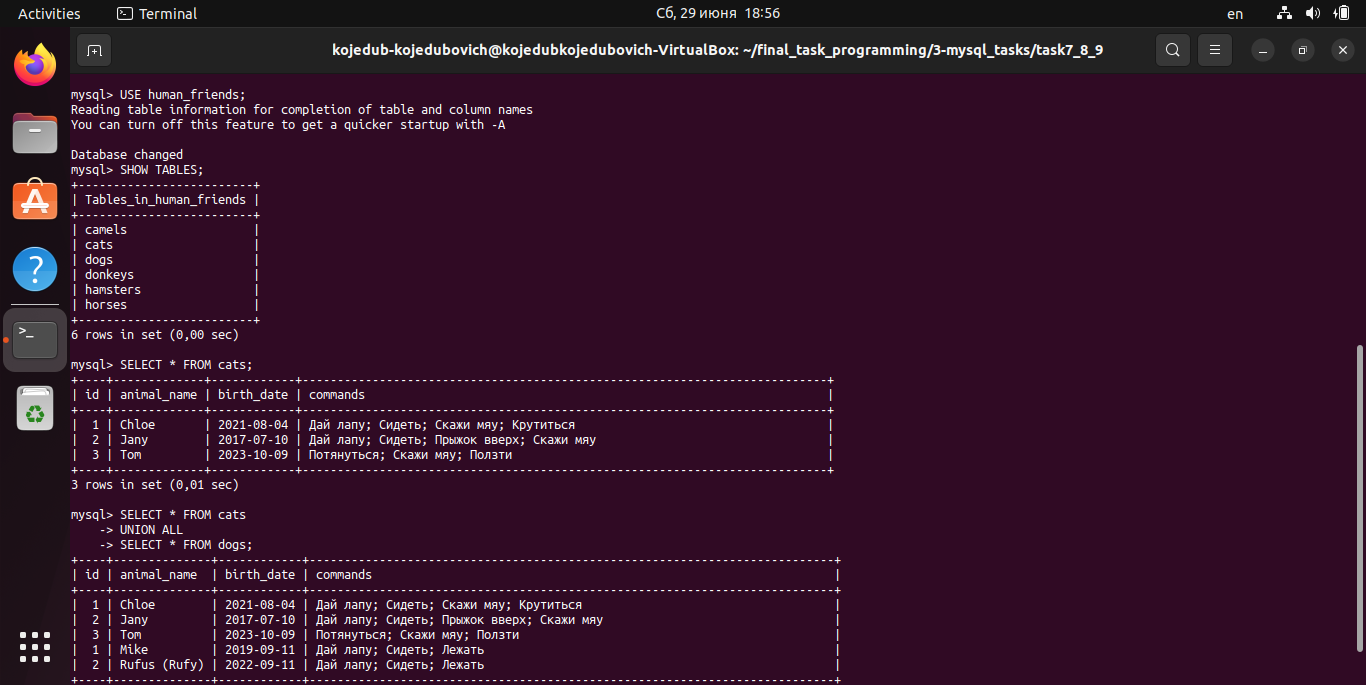 Activities Terminal Сб, 29 июня 18:56 en
kojedub-kojedubovich@kojedubkojedubovich-VirtualBox: ~/final_task_programming/3-mysql_tasks/task7_8_9
mysql> USE human_friends;
Reading table information for completion of table and column names
You can turn off this feature to get a quicker startup with -A
Database changed
mysql> SHOW TABLES;
+-------------------------+
| Tables_in_human_friends |
+-------------------------+
| camels                  |
| cats                    |
| dogs                    |
| donkeys                 |
| hamsters                |
| horses                  |
+-------------------------+
6 rows in set (0,00 sec)
mysql> SELECT * FROM cats;
+----+-------------+------------+---------------------------------------------------------------------------+
| id | animal_name | birth_date | commands                                                                  |
+----+-------------+------------+---------------------------------------------------------------------------+
|  1 | Chloe       | 2021-08-04 | Дай лапу; Сидеть; Скажи мяу; Крутиться                                    |
|  2 | Jany        | 2017-07-10 | Дай лапу; Сидеть; Прыжок вверх; Скажи мяу                                 |
|  3 | Tom         | 2023-10-09 | Потянуться; Скажи мяу; Ползти                                             |
+----+-------------+------------+---------------------------------------------------------------------------+
3 rows in set (0,01 sec)
mysql> SELECT * FROM cats
    -> UNION ALL
    -> SELECT * FROM dogs;
+----+--------------+------------+---------------------------------------------------------------------------+
| id | animal_name  | birth_date | commands                                                                  |
+----+--------------+------------+---------------------------------------------------------------------------+
|  1 | Chloe        | 2021-08-04 | Дай лапу; Сидеть; Скажи мяу; Крутиться                                    |
|  2 | Jany         | 2017-07-10 | Дай лапу; Сидеть; Прыжок вверх; Скажи мяу                                 |
|  3 | Tom          | 2023-10-09 | Потянуться; Скажи мяу; Ползти                                             |
|  1 | Mike         | 2019-09-11 | Дай лапу; Сидеть; Лежать                                                  |
|  2 | Rufus (Rufy) | 2022-09-11 | Дай лапу; Сидеть; Лежать                                                  |
+----+--------------+------------+---------------------------------------------------------------------------+